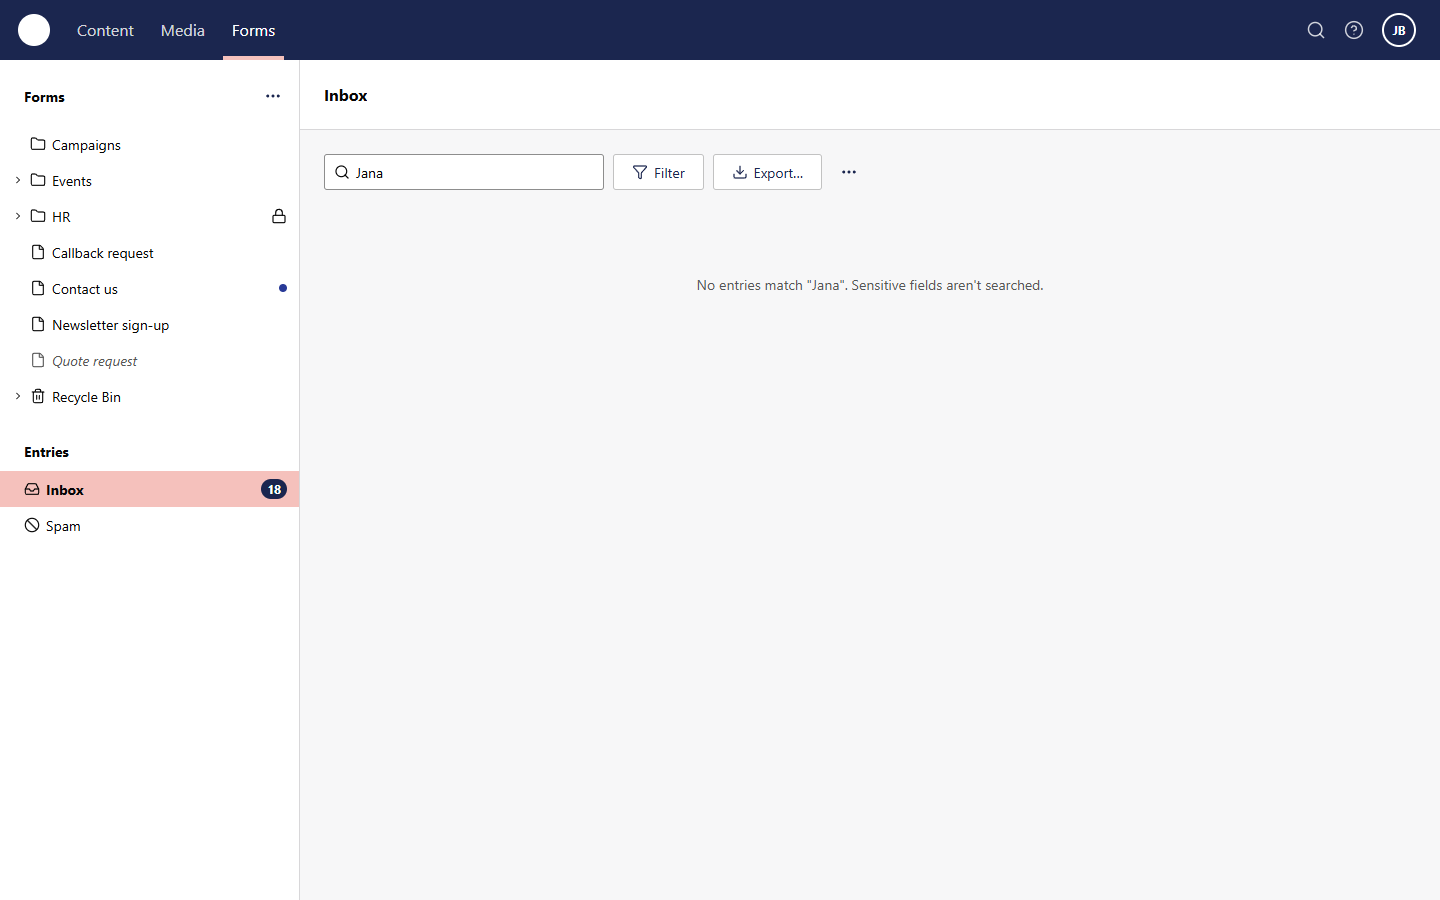 Content
Media
Forms
JB
Forms
Campaigns
Events
HR
Callback request
Contact us
Newsletter sign-up
Quote request
Recycle Bin
Entries
Inbox
18
Spam
Inbox
Jana
Filter
Export...
No entries match "Jana". Sensitive fields aren't searched.